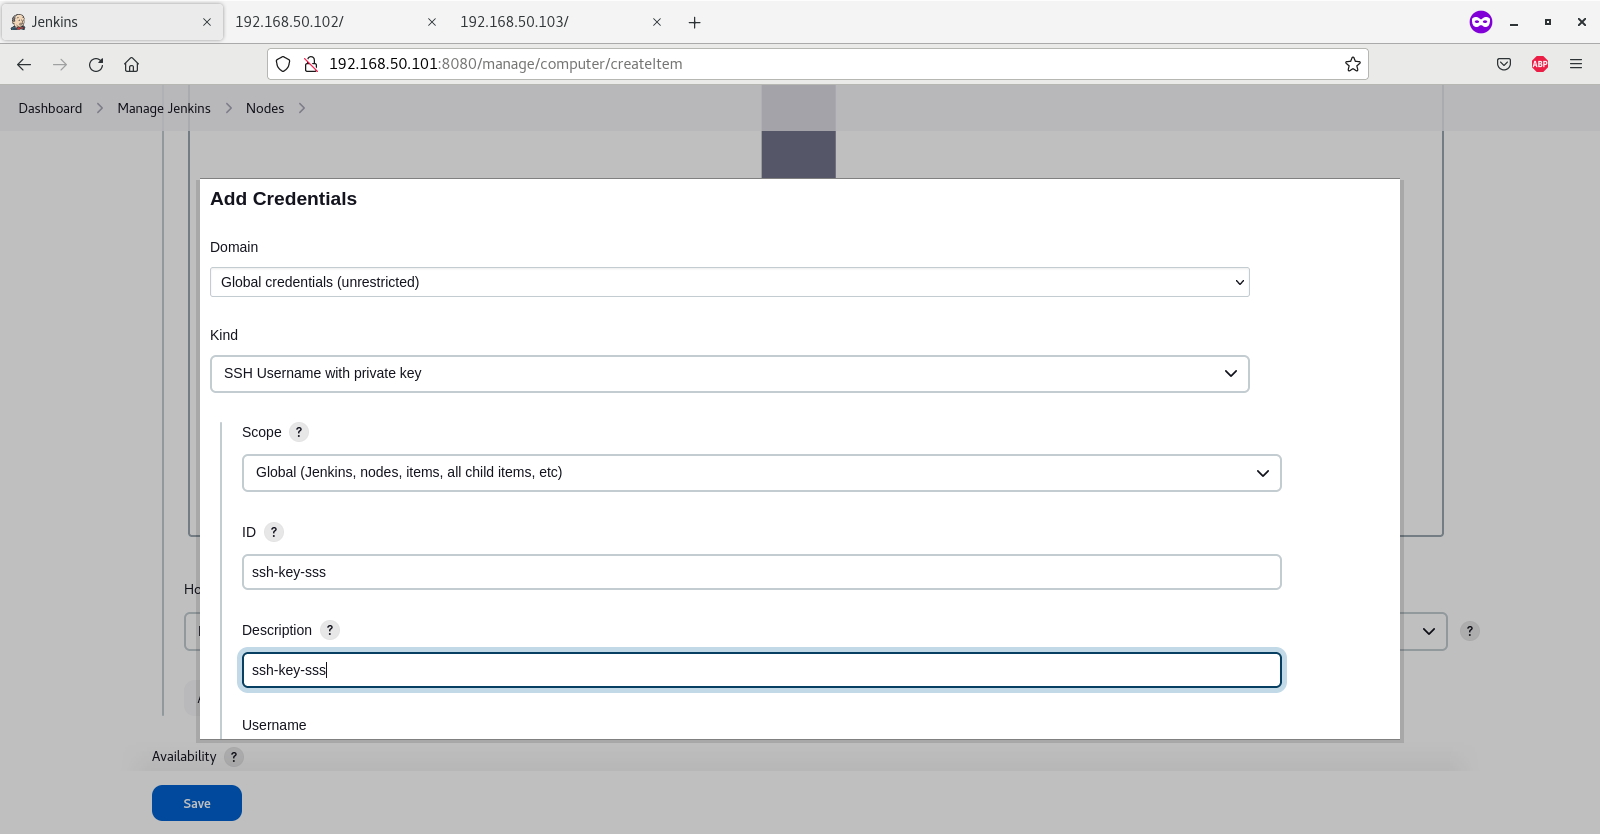 Jenkins
192.168.50.102/
192.168.50.103/
192.168.50.101:8080/manage/computer/createItem
ABP
Dashboard
Manage Jenkins
Nodes
Add Credentials
Domain
Global credentials (unrestricted)
Kind
SSH Username with private key
Scope ?
Global (Jenkins, nodes, items, all child items, etc)
ID ?
ssh-key-sss
Description ?
ssh-key-sss
Username
?
Availability ?
Save